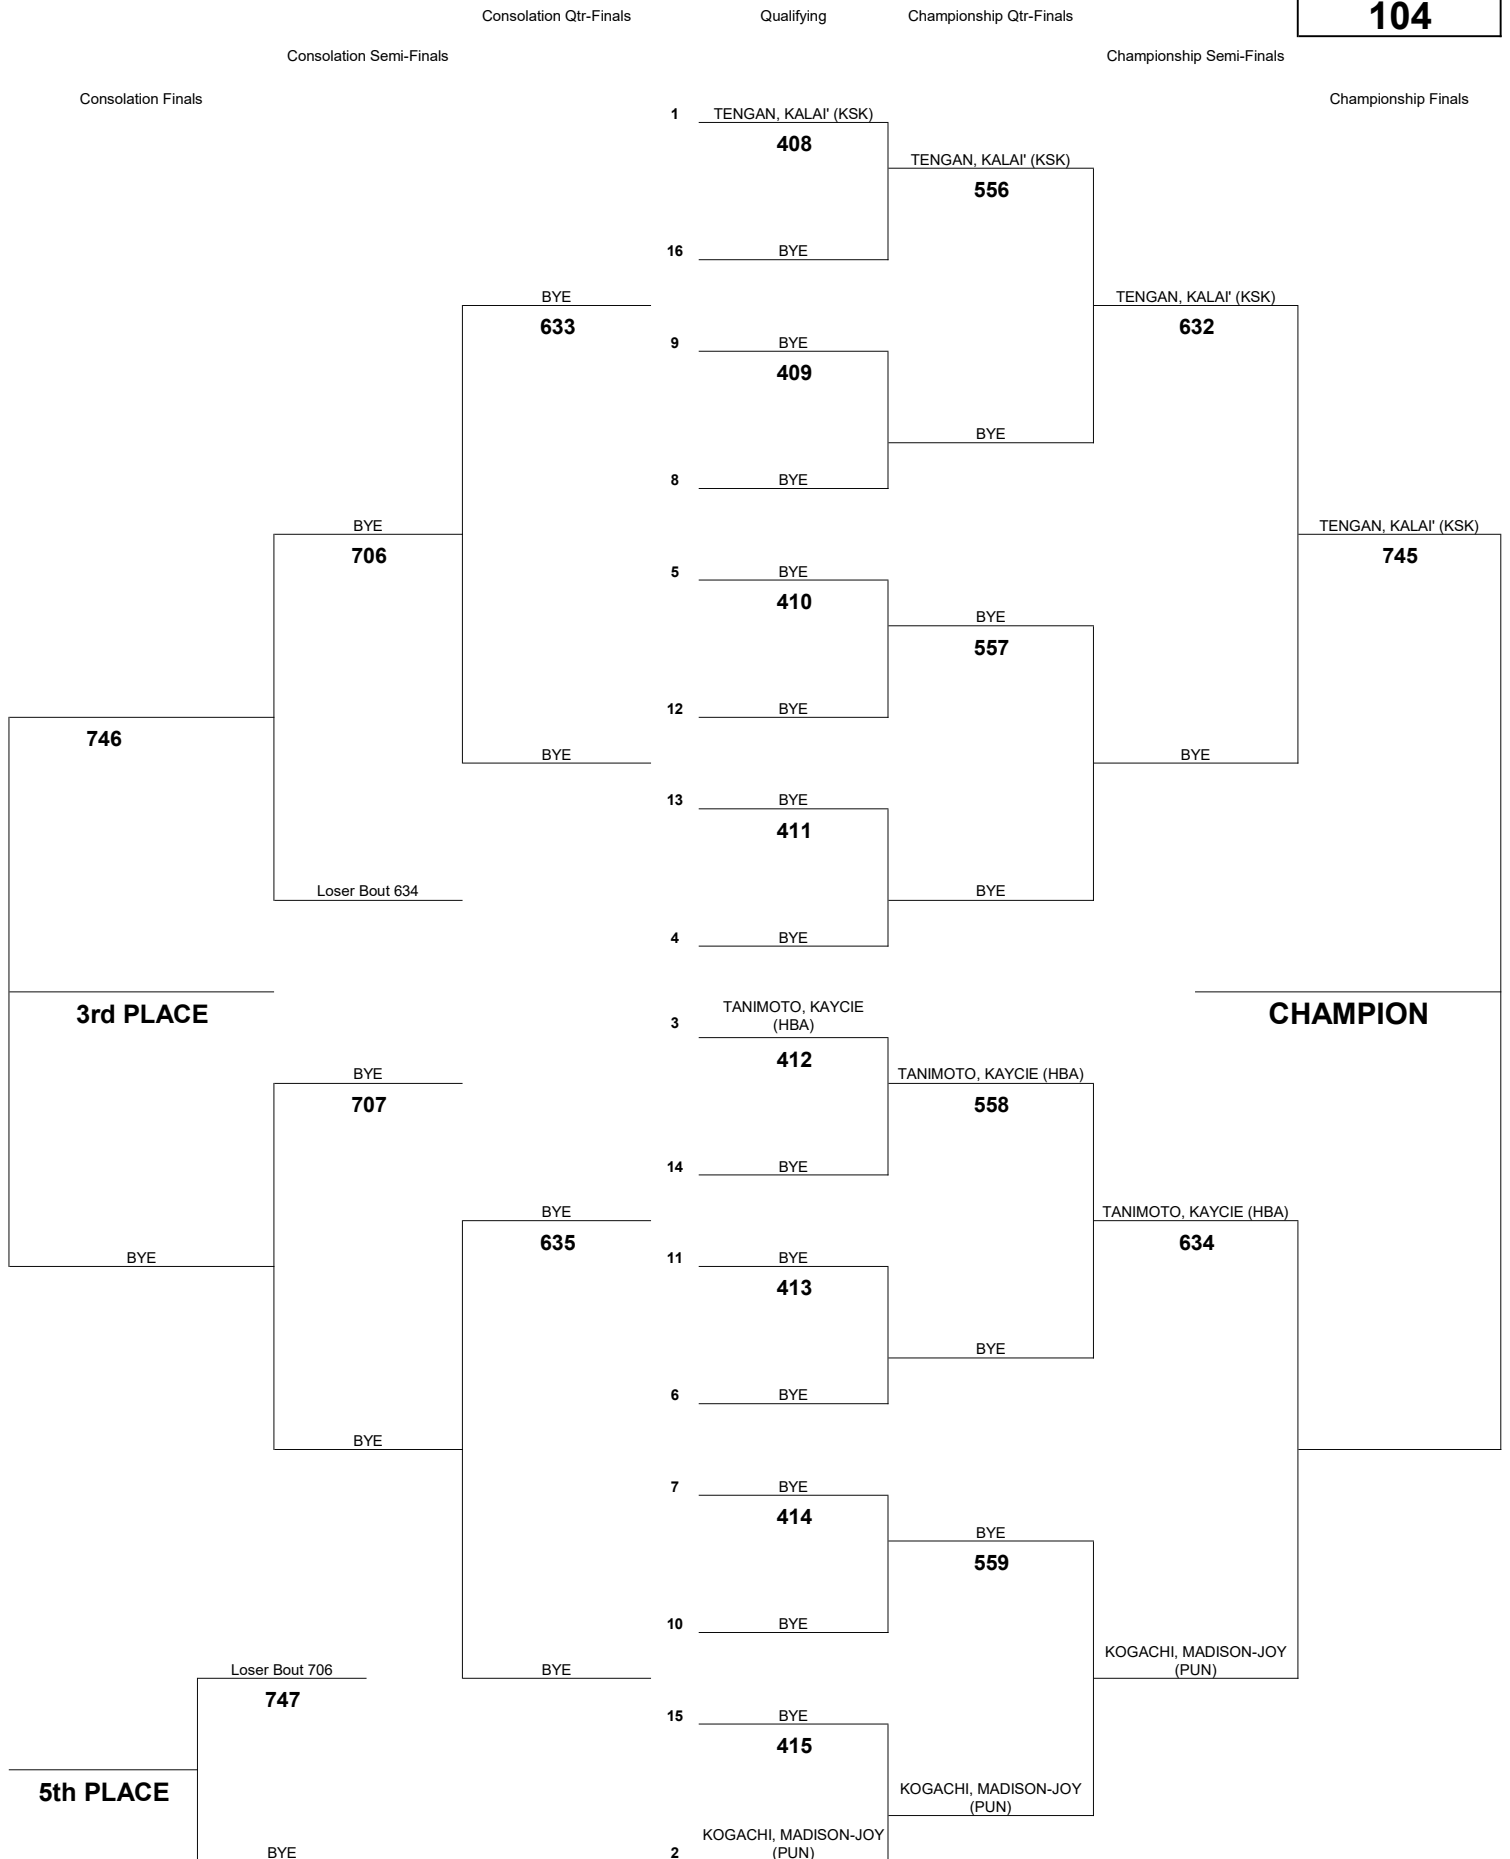 Consolation Qtr-Finals Qualifying Championship Qtr-Finals 104
Consolation Semi-Finals Championship Semi-Finals
Consolation Finals Championship Finals
1 TENGAN, KALAI' (KSK)
408
TENGAN, KALAI' (KSK)
556
16 BYE
BYE TENGAN, KALAI' (KSK)
633 632
9 BYE
409
BYE
8 BYE
BYE TENGAN, KALAI' (KSK)
706 745
5 BYE
410
BYE
557
12 BYE
746
BYE BYE
13 BYE
411
Loser Bout 634 BYE
4 BYE
3rd PLACE CHAMPION
3 TANIMOTO, KAYCIE
(HBA)
412
BYE TANIMOTO, KAYCIE (HBA)
707 558
14 BYE
BYE TANIMOTO, KAYCIE (HBA)
635 634
BYE 11 BYE
413
BYE
6 BYE
BYE
7 BYE
414
BYE
559
10 BYE
KOGACHI, MADISON-JOY
(PUN)
Loser Bout 706 BYE
747
15 BYE
415
5th PLACE
KOGACHI, MADISON-JOY
(PUN)
BYE 2 KOGACHI, MADISON-JOY
(PUN)